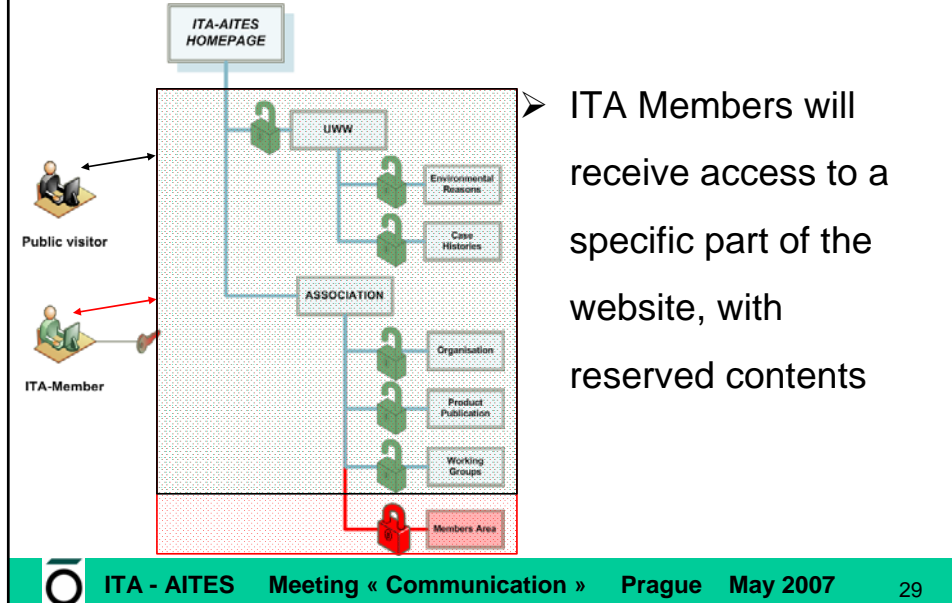 ITA-AITES
HOMEPAGE
UWW
Environmental
Reasons
Case
Histories
Public visitor
ASSOCIATION
Organisation
ITA-Member
Product
Publication
Working
Groups
Members Area
➢ ITA Members will
receive access to a
specific part of the
website, with
reserved contents
ITA - AITES Meeting « Communication » Prague May 2007 29